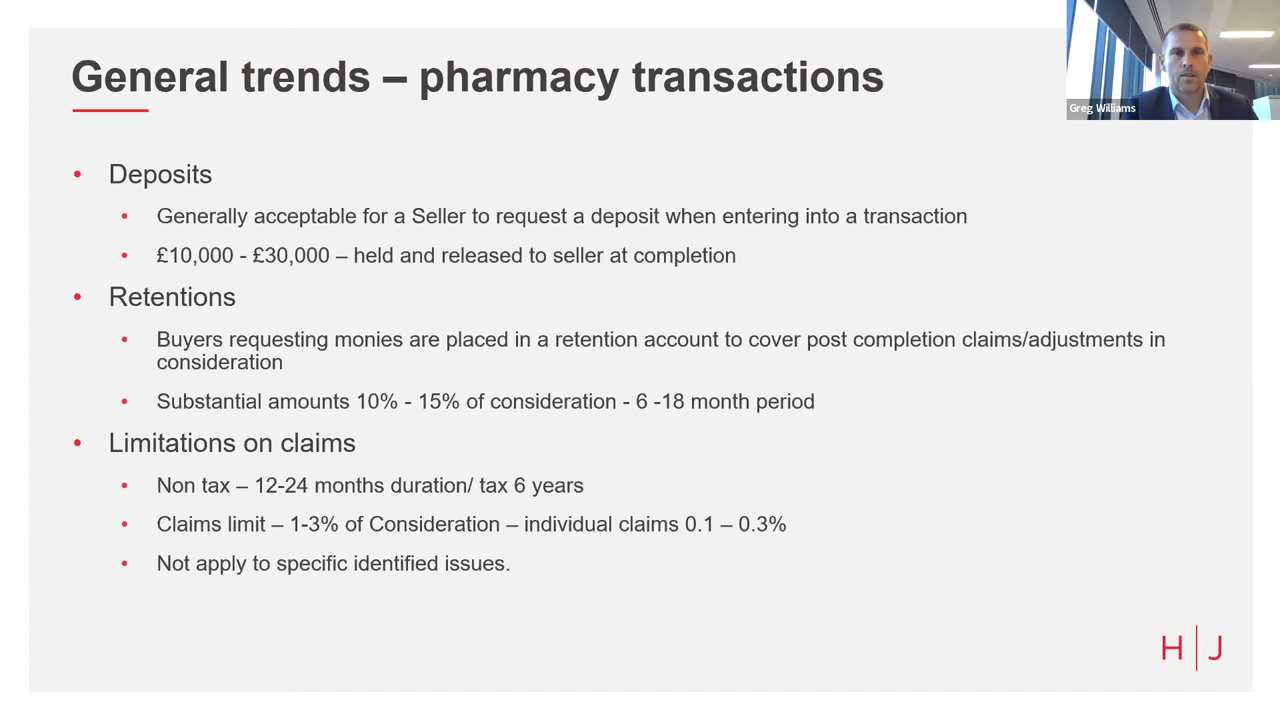 General trends – pharmacy transactions
Greg Williams
• Deposits
• Generally acceptable for a Seller to request a deposit when entering into a transaction
• £10,000 - £30,000 – held and released to seller at completion
• Retentions
• Buyers requesting monies are placed in a retention account to cover post completion claims/adjustments in
consideration
• Substantial amounts 10% - 15% of consideration - 6 -18 month period
• Limitations on claims
• Non tax – 12-24 months duration/ tax 6 years
• Claims limit – 1-3% of Consideration – individual claims 0.1 – 0.3%
• Not apply to specific identified issues.
H | J